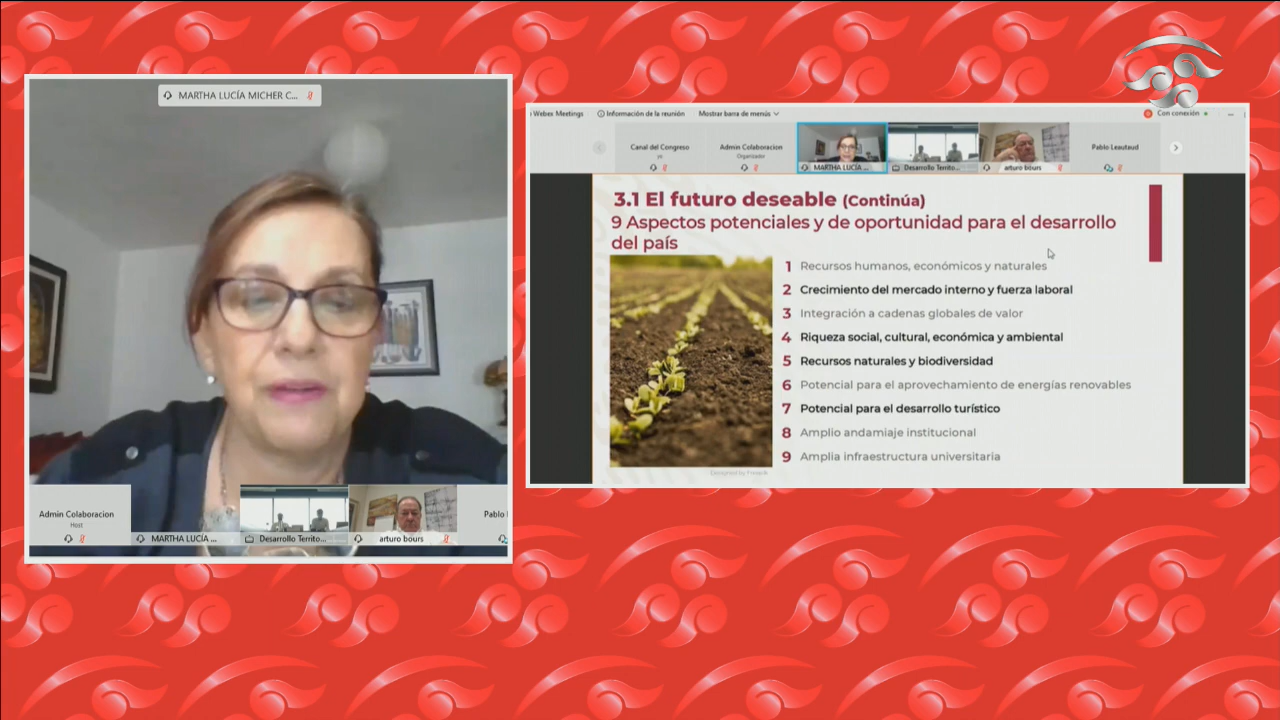 MARTHA LUCÍA MICHER C...
Admin Colaboracion
Host
MARTHA LUCÍA ...
Desarrollo Territo...
arturo bours
Pablo
Webex Meetings
Información de la reunión
Mostrar barra de menús
Con conexión
Canal del Congreso
yo
Admin Colaboracion
Organizador
MARTHA LUCÍA ...
Desarrollo Territo...
arturo bours
Pablo Leautaud
3.1 El futuro deseable (Continúa)
9 Aspectos potenciales y de oportunidad para el desarrollo
del país
1 Recursos humanos, económicos y naturales
2 Crecimiento del mercado interno y fuerza laboral
3 Integración a cadenas globales de valor
4 Riqueza social, cultural, económica y ambiental
5 Recursos naturales y biodiversidad
6 Potencial para el aprovechamiento de energías renovables
7 Potencial para el desarrollo turístico
8 Amplio andamiaje institucional
9 Amplia infraestructura universitaria
Designed by Freepik